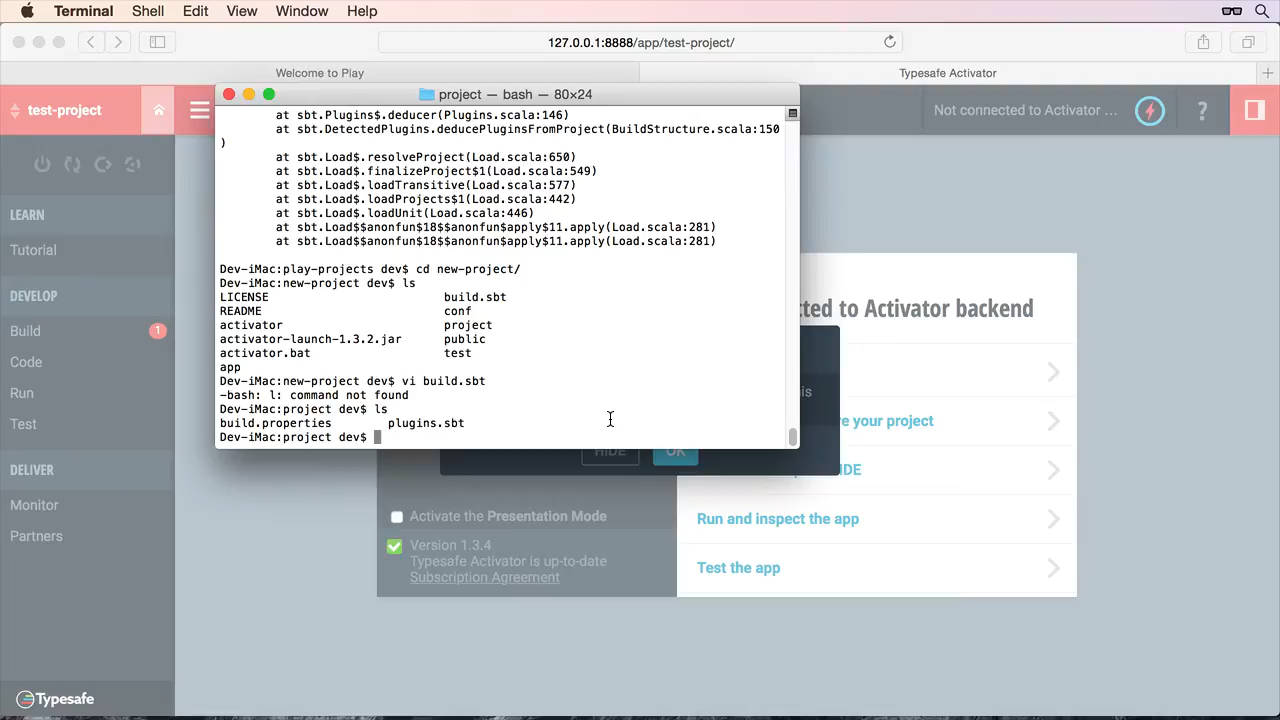 Terminal Shell Edit View Window Help
127.0.0.1:8888/app/test-project/
Welcome to Play
Typesafe Activator
test-project
Not connected to Activator ...
?
project — bash — 80×24
at sbt.Plugins$.deducer(Plugins.scala:146)
at sbt.DetectedPlugins.deducePluginsFromProject(BuildStructure.scala:150
)
at sbt.Load$.resolveProject(Load.scala:650)
at sbt.Load$.finalizeProject$1(Load.scala:549)
at sbt.Load$.loadTransitive(Load.scala:577)
at sbt.Load$.loadProjects$1(Load.scala:442)
at sbt.Load$.loadUnit(Load.scala:446)
at sbt.Load$$anonfun$18$$anonfun$apply$11.apply(Load.scala:281)
at sbt.Load$$anonfun$18$$anonfun$apply$11.apply(Load.scala:281)
Dev-iMac:play-projects dev$ cd new-project/
Dev-iMac:new-project dev$ ls
LICENSE build.sbt
README conf
activator project
activator-launch-1.3.2.jar public
activator.bat test
app
Dev-iMac:new-project dev$ vi build.sbt
-bash: l: command not found
Dev-iMac:project dev$ ls
build.properties plugins.sbt
Dev-iMac:project dev$
LEARN
Tutorial
DEVELOP
Build 1
Code
Run
Test
DELIVER
Monitor
Partners
Typesafe
cted to Activator backend
is
re your project
IDE
HIDE OK
Run and inspect the app
Test the app
Activate the Presentation Mode
Version 1.3.4
Typesafe Activator is up-to-date
Subscription Agreement